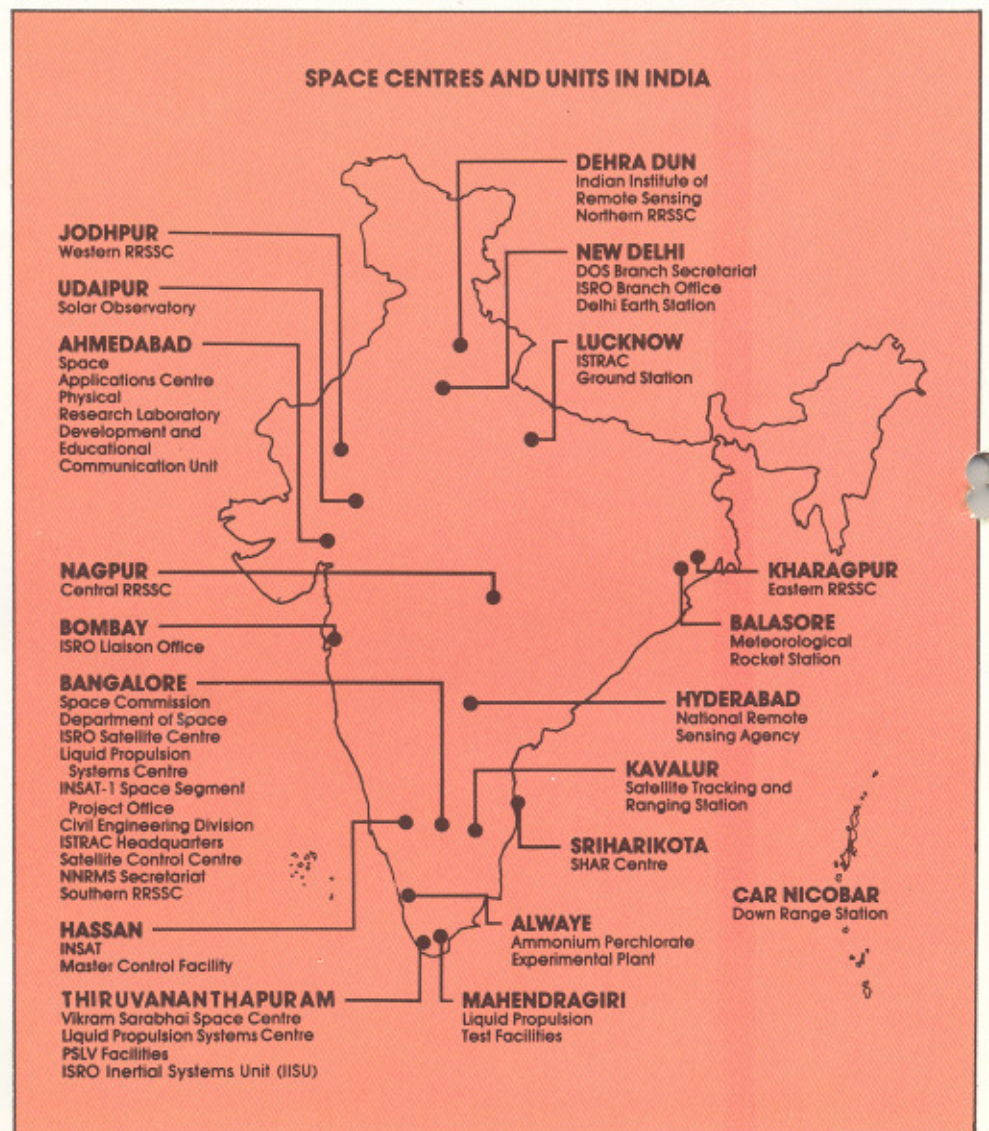 SPACE CENTRES AND UNITS IN INDIA
JODHPUR
Western RRSSC
UDAIPUR
Solar Observatory
AHMEDABAD
Space
Applications Centre
Physical
Research Laboratory
Development and
Educational
Communication Unit
NAGPUR
Central RRSSC
BOMBAY
ISRO Liaison Office
BANGALORE
Space Commission
Department of Space
ISRO Satellite Centre
Liquid Propulsion
Systems Centre
INSAT-1 Space Segment
Project Office
Civil Engineering Division
ISTRAC Headquarters
Satellite Control Centre
NNRMS Secretariat
Southern RRSSC
HASSAN
INSAT
Master Control Facility
THIRUVANANTHAPURAM
Vikram Sarabhai Space Centre
Liquid Propulsion Systems Centre
PSLV Facilities
ISRO Inertial Systems Unit (IISU)
DEHRA DUN
Indian Institute of
Remote Sensing
Northern RRSSC
NEW DELHI
DOS Branch Secretariat
ISRO Branch Office
Delhi Earth Station
LUCKNOW
ISTRAC
Ground Station
KHARAGPUR
Eastern RRSSC
BALASORE
Meteorological
Rocket Station
HYDERABAD
National Remote
Sensing Agency
KAVALUR
Satellite Tracking and
Ranging Station
SRIHARIKOTA
SHAR Centre
CAR NICOBAR
Down Range Station
ALWAYE
Ammonium Perchlorate
Experimental Plant
MAHENDRAGIRI
Liquid Propulsion
Test Facilities